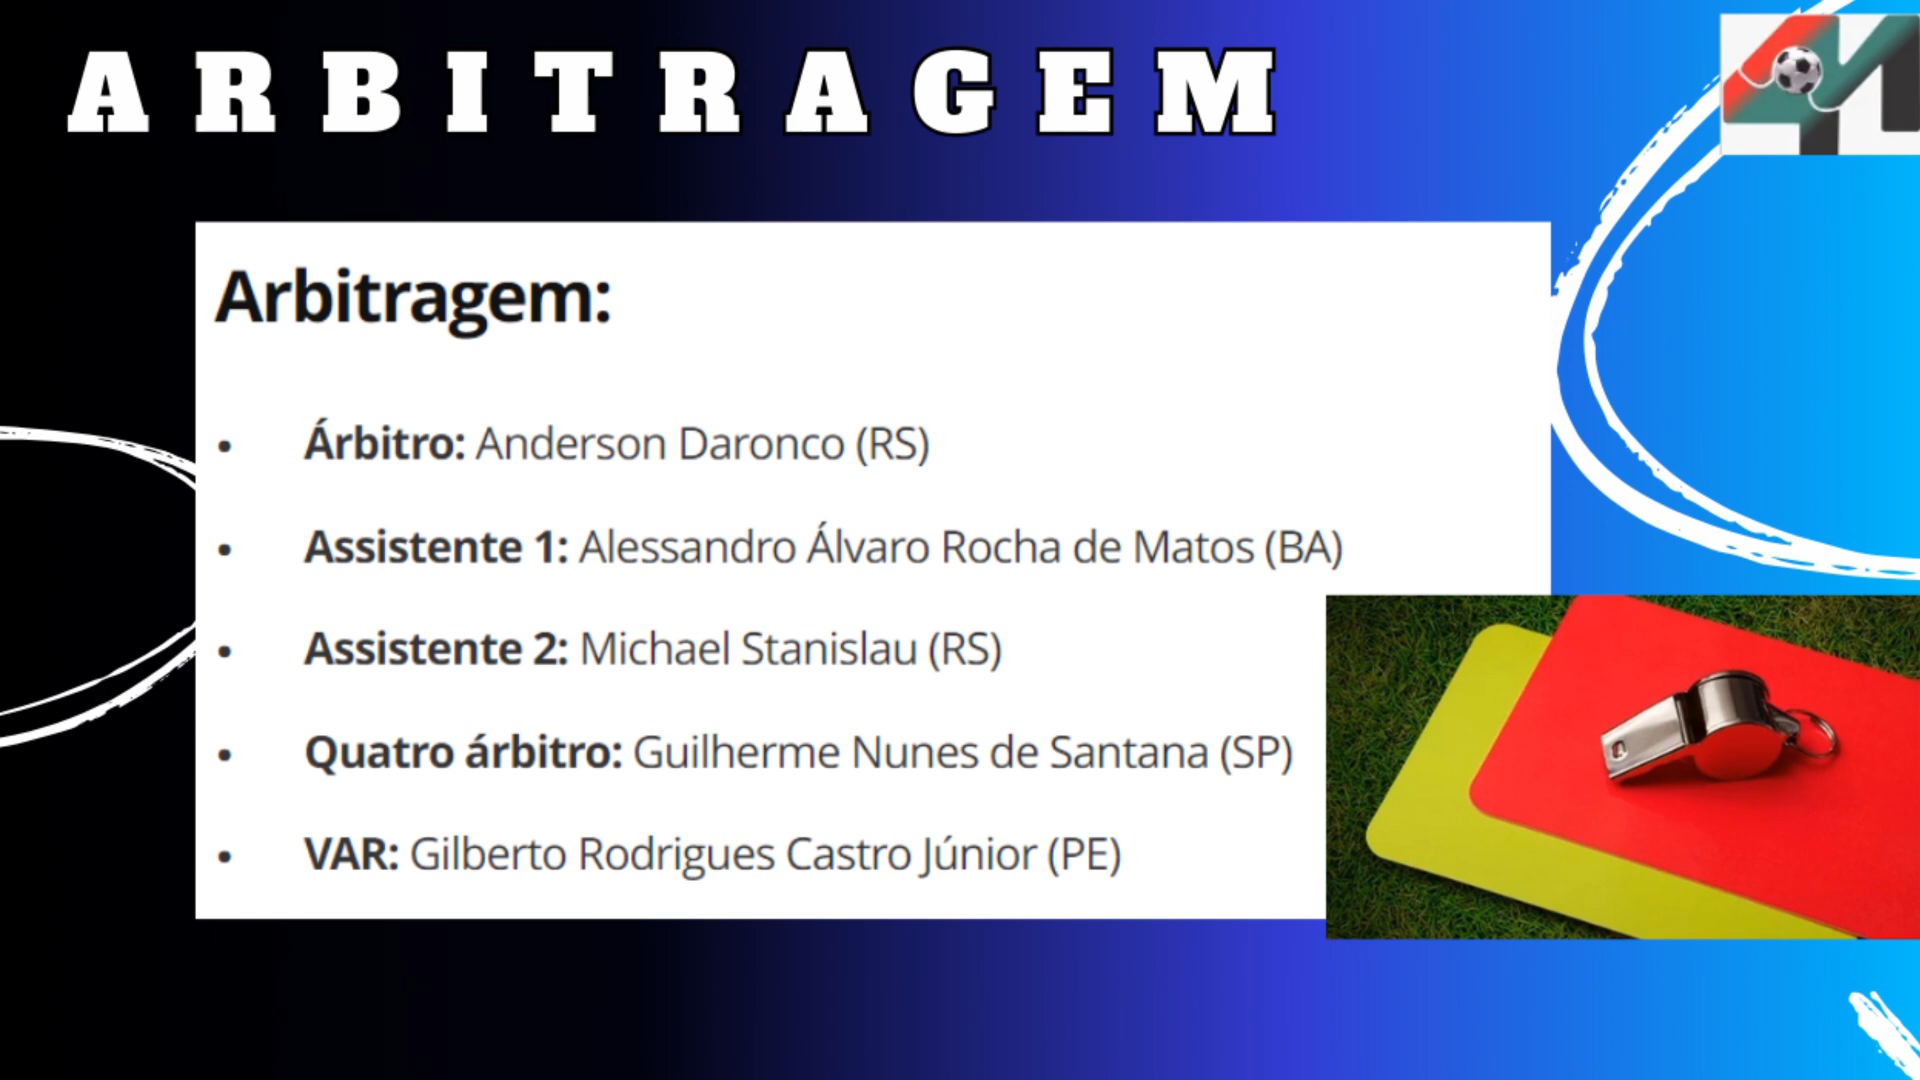 ARBITRAGEM
Arbitragem:
• Árbitro: Anderson Daronco (RS)
• Assistente 1: Alessandro Álvaro Rocha de Matos (BA)
• Assistente 2: Michael Stanislau (RS)
• Quatro árbitro: Guilherme Nunes de Santana (SP)
• VAR: Gilberto Rodrigues Castro Júnior (PE)